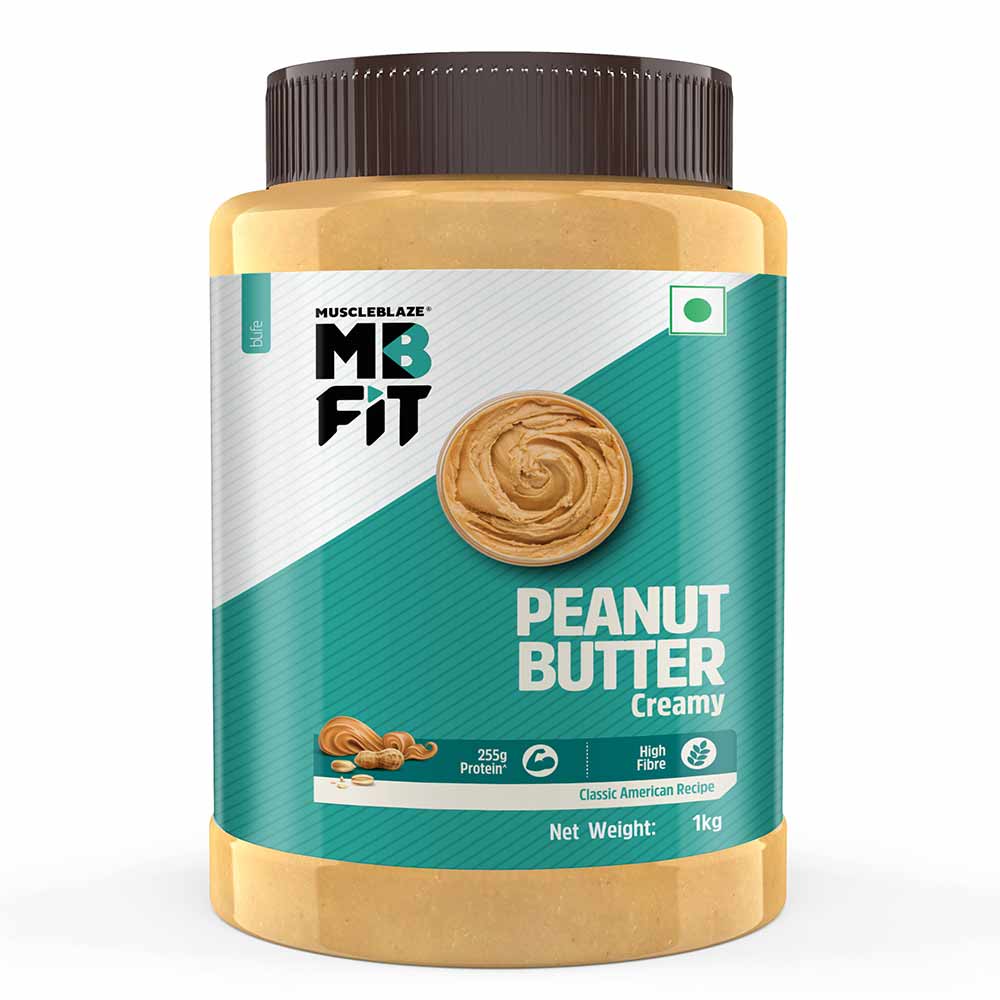 blife
MUSCLEBLAZE®
MB
FIT
PEANUT
BUTTER
Creamy
255g
Protein^
High
Fibre
Classic American Recipe
Net Weight: 1kg